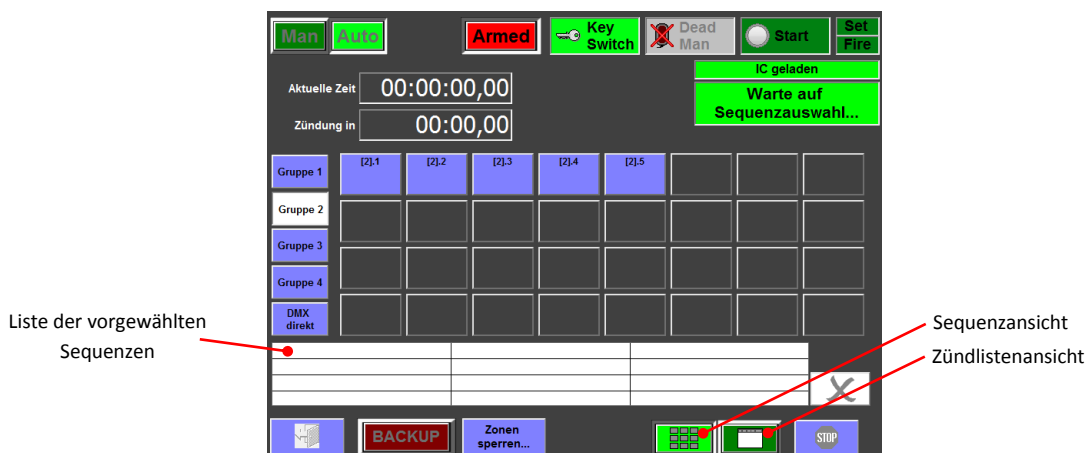 Man Auto Armed Key Switch Dead Man Start Set Fire
IC geladen
Aktuelle Zeit 00:00:00,00
Warte auf
Sequenzauswahl...
Zündung in 00:00,00
Gruppe 1 [2].1 [2].2 [2].3 [2].4 [2].5
Gruppe 2
Gruppe 3
Gruppe 4
DMX
direkt
Liste der vorgewählten
Sequenzen
Sequenzansicht
Zündlistenansicht
BACKUP
Zonen
sperren...
STOP